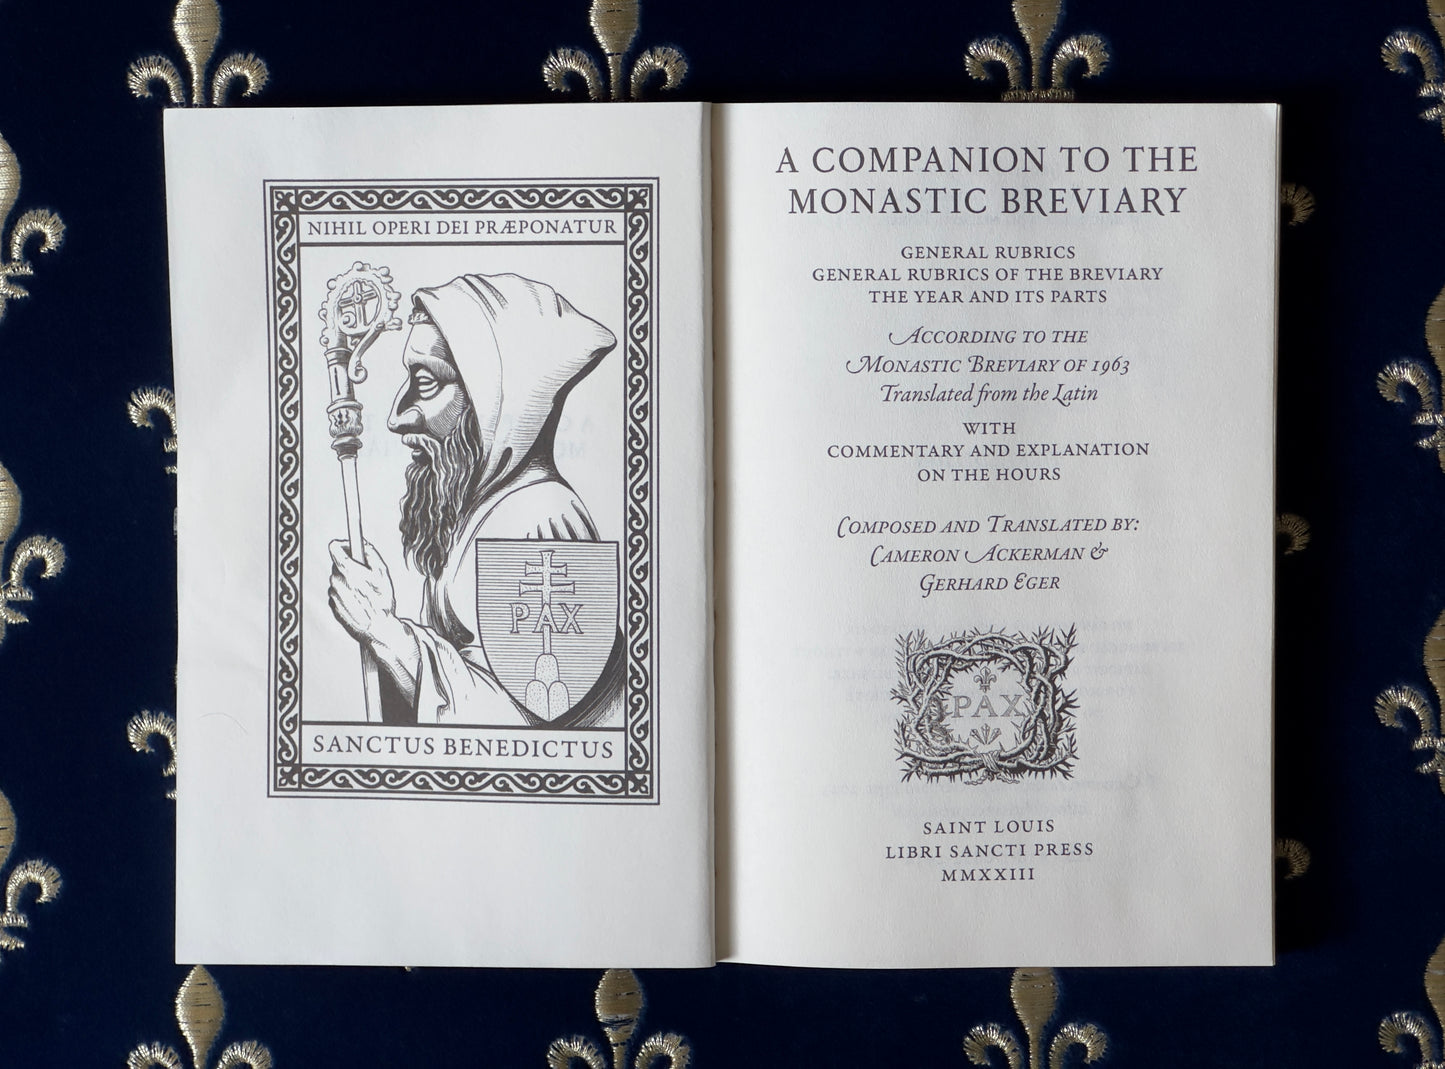 NIHIL OPERI DEI PRÆPONATUR
PAX
SANCTUS BENEDICTUS
A COMPANION TO THE
MONASTIC BREVIARY
GENERAL RUBRICS
GENERAL RUBRICS OF THE BREVIARY
THE YEAR AND ITS PARTS
ACCORDING TO THE
MONASTIC BREVIARY OF 1963
Translated from the Latin
WITH
COMMENTARY AND EXPLANATION
ON THE HOURS
COMPOSED AND TRANSLATED BY:
CAMERON ACKERMAN &
GERHARD EGER
PAX
SAINT LOUIS
LIBRI SANCTI PRESS
MMXXIII